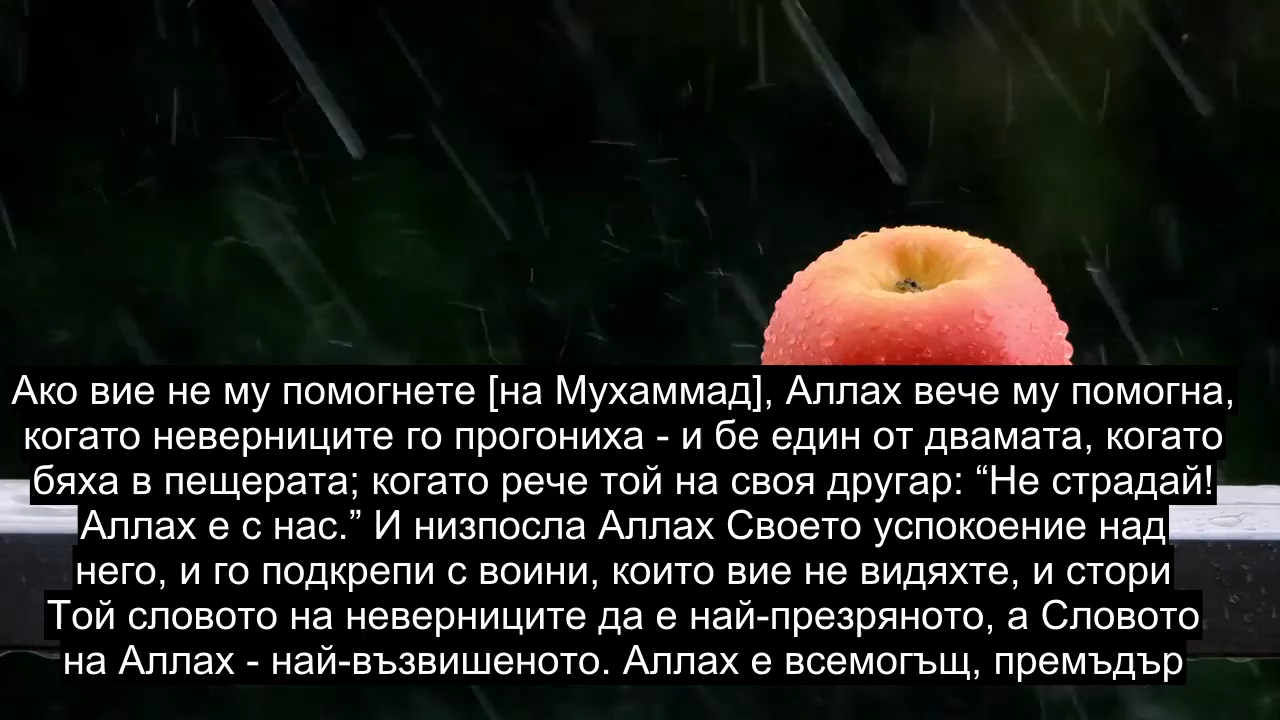 Ако вие не му помогнете [на Мухаммад], Аллах вече му помогна,
когато неверниците го прогониха - и бе един от двамата, когато
бяха в пещерата; когато рече той на своя другар: “Не страдай!
Аллах е с нас.” И низпосла Аллах Своето успокоение над
него, и го подкрепи с воини, които вие не видяхте, и стори
Той словото на неверниците да е най-презряното, а Словото
на Аллах - най-възвишеното. Аллах е всемогъщ, премъдър